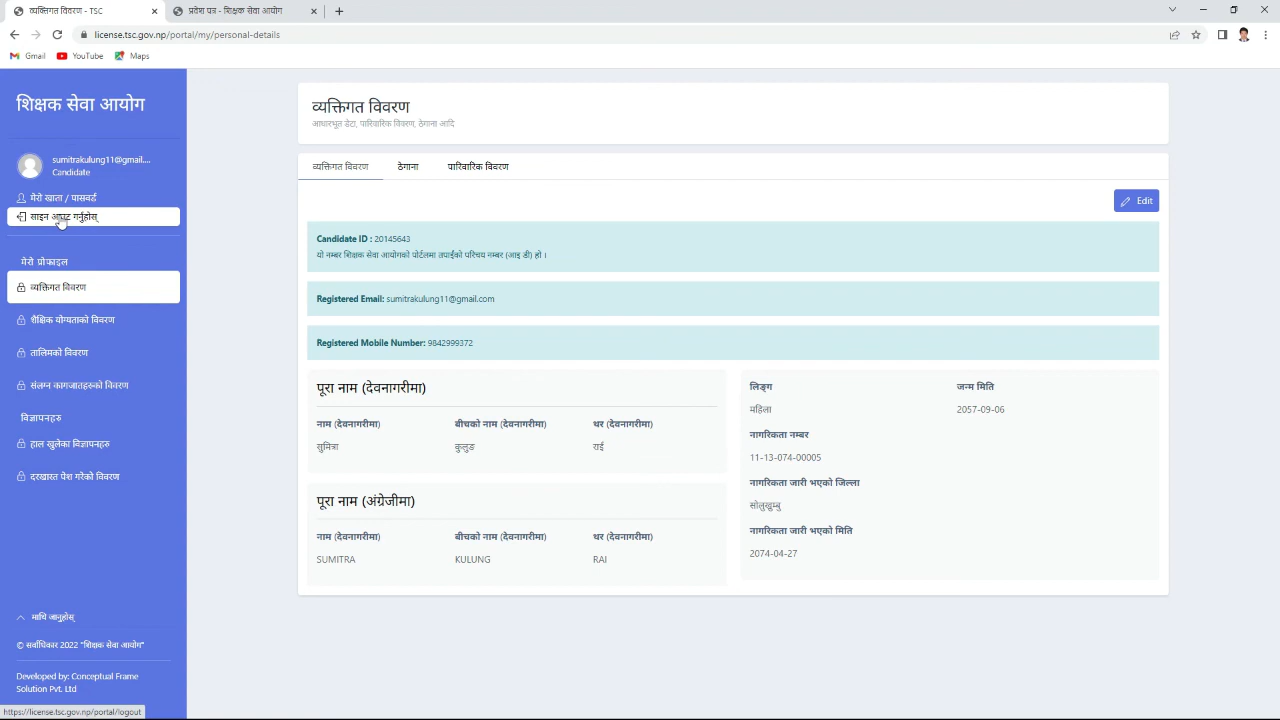 व्यक्तिगत विवरण - TSC
प्रवेश पत्र - शिक्षक सेवा आयोग
license.tsc.gov.np/portal/my/personal-details
Gmail
YouTube
Maps
शिक्षक सेवा आयोग
sumitrakulung11@gmail....
Candidate
मेरो खाता / पासवर्ड
साइन आउट गर्नुहोस्
मेरो प्रोफाइल
व्यक्तिगत विवरण
शैक्षिक योग्यताको विवरण
तालिमको विवरण
संलग्न कागजातहरुको विवरण
विज्ञापनहरु
हाल खुलेका विज्ञापनहरु
दरखास्त पेश गरेको विवरण
माथि जानुहोस्
© सर्वाधिकार 2022 "शिक्षक सेवा आयोग"
Developed by: Conceptual Frame
Solution Pvt. Ltd
https://license.tsc.gov.np/portal/logout
व्यक्तिगत विवरण
आधारभूत डेटा, पारिवारिक विवरण, ठेगाना आदि
व्यक्तिगत विवरण
ठेगाना
पारिवारिक विवरण
Edit
Candidate ID : 20145643
यो नम्बर शिक्षक सेवा आयोगको पोर्टलमा तपाईंको परिचय नम्बर (आइ डी) हो ।
Registered Email: sumitrakulung11@gmail.com
Registered Mobile Number: 9842999372
पूरा नाम (देवनागरीमा)
नाम (देवनागरीमा) बीचको नाम (देवनागरीमा) थर (देवनागरीमा)
सुमित्रा कुलुङ राई
पूरा नाम (अंग्रेजीमा)
नाम (देवनागरीमा) बीचको नाम (देवनागरीमा) थर (देवनागरीमा)
SUMITRA KULUNG RAI
लिङ्ग जन्म मिति
महिला 2057-09-06
नागरिकता नम्बर
11-13-074-00005
नागरिकता जारी भएको जिल्ला
सोलुखुम्बु
नागरिकता जारी भएको मिति
2074-04-27